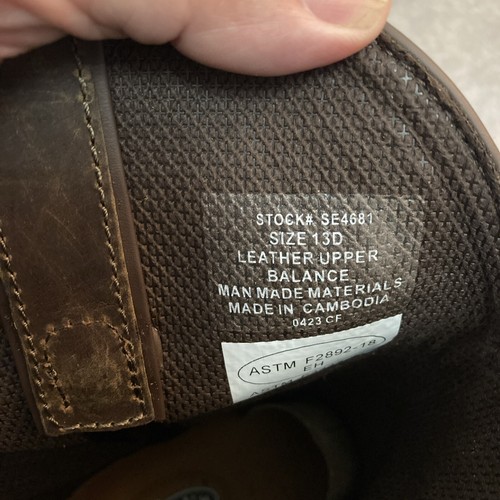 STOCK# SE4681
SIZE 13D
LEATHER UPPER
BALANCE
MAN MADE MATERIALS
MADE IN CAMBODIA
0423 CF
ASTM F2892-18
EH